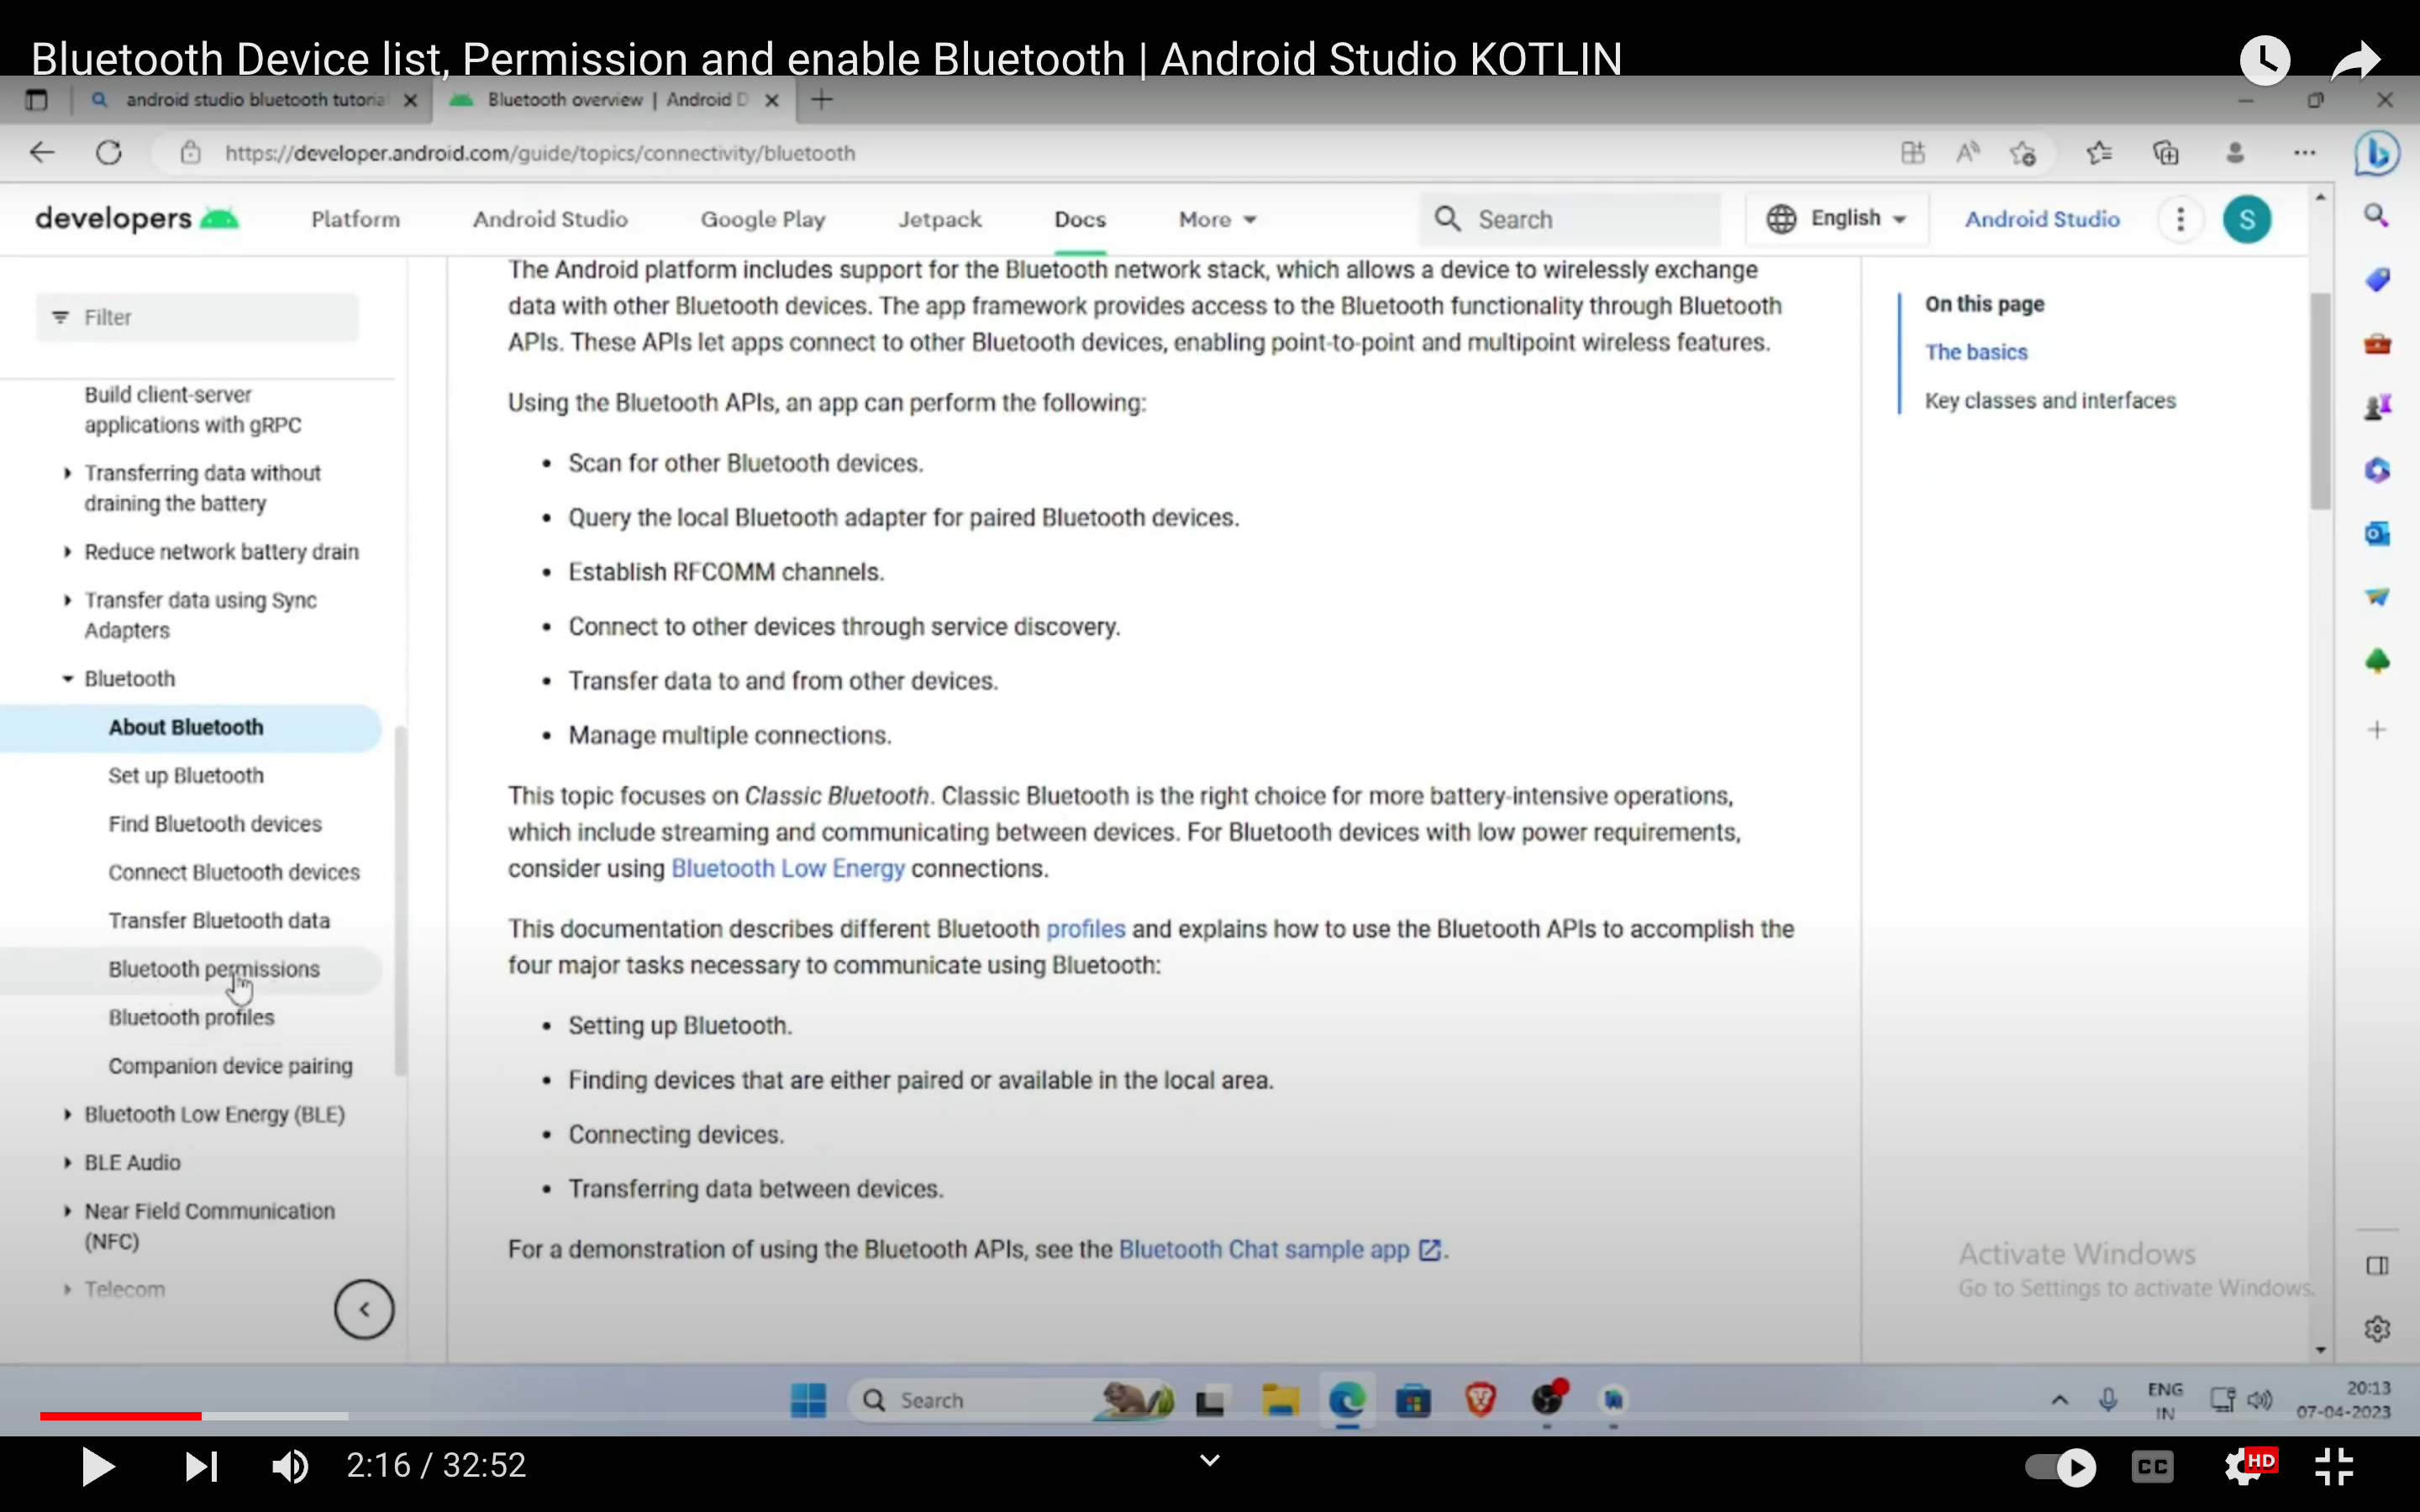 Bluetooth Device list, Permission and enable Bluetooth | Android Studio KOTLIN
android studio bluetooth tutorial
Bluetooth overview | Android D
https://developer.android.com/guide/topics/connectivity/bluetooth
developers
Platform
Android Studio
Google Play
Jetpack
Docs
More
Search
English
Android Studio
S
Filter
Build client-server
applications with gRPC
Transferring data without
draining the battery
Reduce network battery drain
Transfer data using Sync
Adapters
Bluetooth
About Bluetooth
Set up Bluetooth
Find Bluetooth devices
Connect Bluetooth devices
Transfer Bluetooth data
Bluetooth permissions
Bluetooth profiles
Companion device pairing
Bluetooth Low Energy (BLE)
BLE Audio
Near Field Communication
(NFC)
Telecom
The Android platform includes support for the Bluetooth network stack, which allows a device to wirelessly exchange
data with other Bluetooth devices. The app framework provides access to the Bluetooth functionality through Bluetooth
APIs. These APIs let apps connect to other Bluetooth devices, enabling point-to-point and multipoint wireless features.
Using the Bluetooth APIs, an app can perform the following:
• Scan for other Bluetooth devices.
• Query the local Bluetooth adapter for paired Bluetooth devices.
• Establish RFCOMM channels.
• Connect to other devices through service discovery.
• Transfer data to and from other devices.
• Manage multiple connections.
This topic focuses on Classic Bluetooth. Classic Bluetooth is the right choice for more battery-intensive operations,
which include streaming and communicating between devices. For Bluetooth devices with low power requirements,
consider using Bluetooth Low Energy connections.
This documentation describes different Bluetooth profiles and explains how to use the Bluetooth APIs to accomplish the
four major tasks necessary to communicate using Bluetooth:
• Setting up Bluetooth.
• Finding devices that are either paired or available in the local area.
• Connecting devices.
• Transferring data between devices.
For a demonstration of using the Bluetooth APIs, see the Bluetooth Chat sample app.
On this page
The basics
Key classes and interfaces
Activate Windows
Go to Settings to activate Windows.
Search
ENG
IN
20:13
07-04-2023
2:16 / 32:52
CC
HD